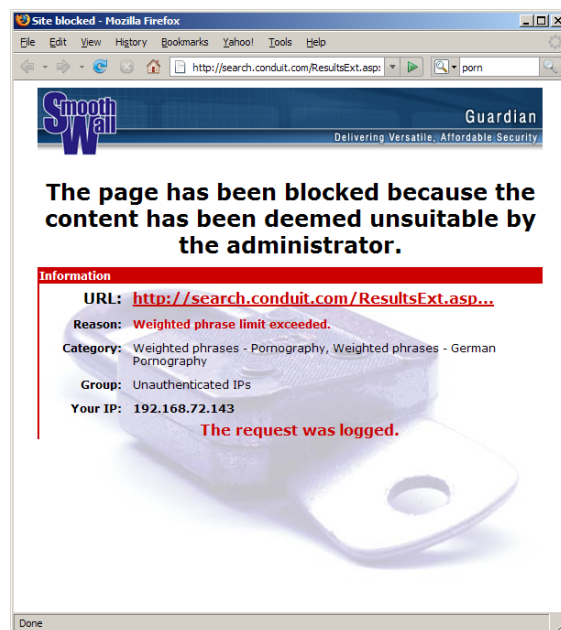 Site blocked - Mozilla Firefox
File Edit View History Bookmarks Yahoo! Tools Help
http://search.conduit.com/ResultsExt.asp: porn
Smooth
Wall
Guardian
Delivering Versatile, Affordable Security
The page has been blocked because the
content has been deemed unsuitable by
the administrator.
Information
URL: http://search.conduit.com/ResultsExt.asp...
Reason: Weighted phrase limit exceeded.
Category: Weighted phrases - Pornography, Weighted phrases - German
Pornography
Group: Unauthenticated IPs
Your IP: 192.168.72.143
The request was logged.
Done